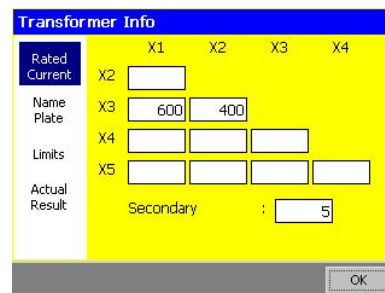 Transformer Info
X1 X2 X3 X4
Rated
Current
X2
Name
Plate
X3 600 400
X4
Limits
X5
Actual
Result
Secondary : 5
OK